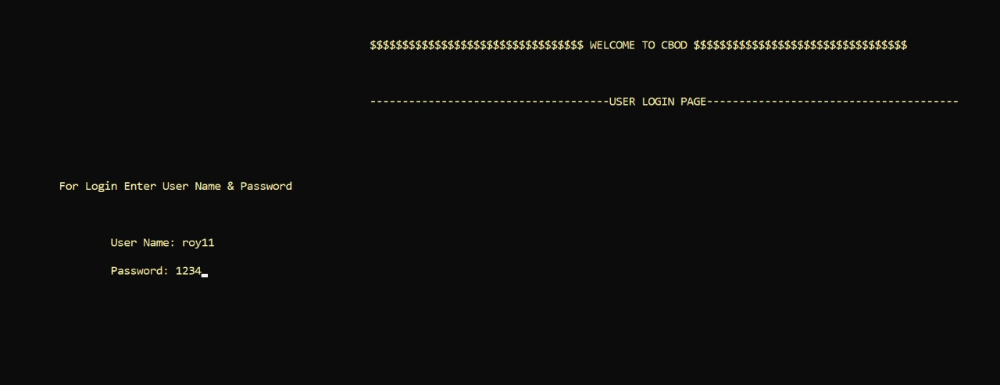 $$$$$$$$$$$$$$$$$$$$$$$$$$$$$$$$$ WELCOME TO CBOD $$$$$$$$$$$$$$$$$$$$$$$$$$$$$$$$$
-------------------------------------USER LOGIN PAGE---------------------------------------
For Login Enter User Name & Password
User Name: roy11
Password: 1234